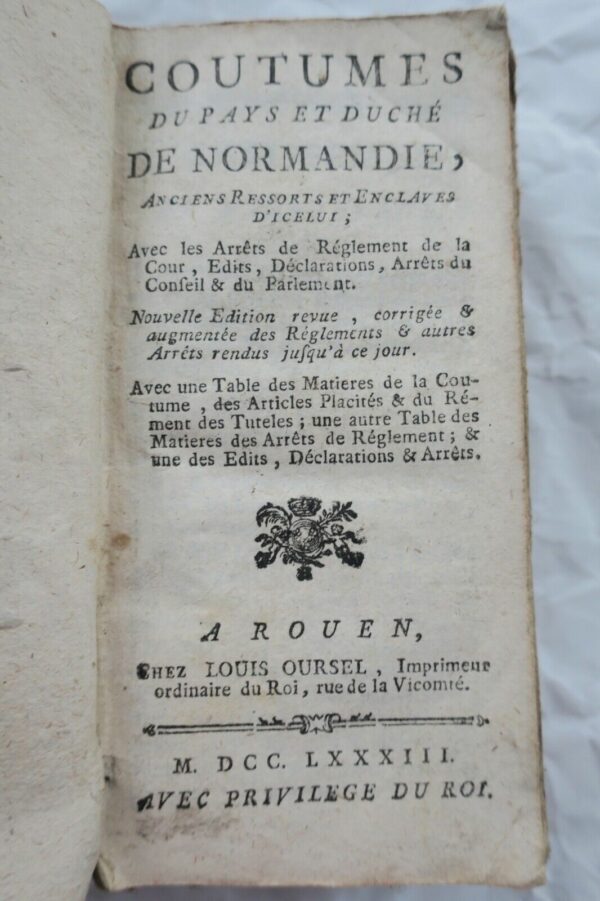 COUTUMES
DU PAYS ET DUCHÉ
DE NORMANDIE,
ANCIENS RESSORTS ET ENCLAVES
D'ICELUI ;
Avec les Arrêts de Réglement de la
Cour , Edits, Déclarations, Arrêts du
Conſeil & du Parlement.
Nouvelle Edition revue , corrigée &
augmentée des Réglements & autres
Arrêts rendus juſqu'à ce jour.
Avec une Table des Matieres de la Cou-
tume , des Articles Placités & du Ré-
ment des Tuteles ; une autre Table des
Matieres des Arrêts de Réglement ; &
une des Edits , Déclarations & Arrêts.
A ROUEN,
CHEZ LOUIS OURSEL , Imprimeur
ordinaire du Roi, rue de la Vicomté.
M. DCC. LXXXIII.
AVEC PRIVILEGE DU ROI.